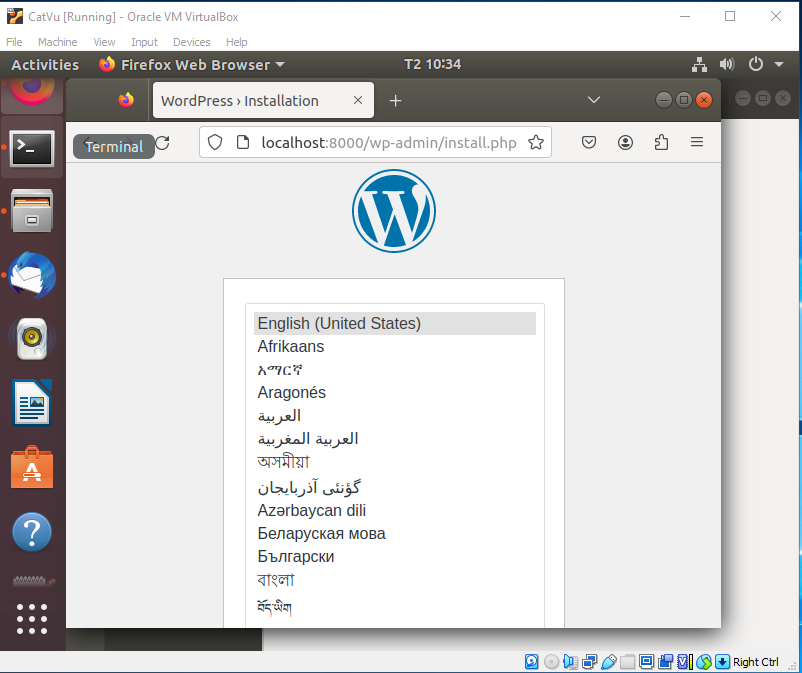 CatVu [Running] - Oracle VM VirtualBox
File Machine View Input Devices Help
Activities Firefox Web Browser T2 10:34
WordPress › Installation
Terminal
localhost:8000/wp-admin/install.php
English (United States)
Afrikaans
አማርኛ
Aragonés
العربية
العربية المغربية
অসমীয়া
گؤنئی آذربایجان
Azərbaycan dili
Беларуская мова
Български
বাংলা
བོད་ཡིག
Right Ctrl